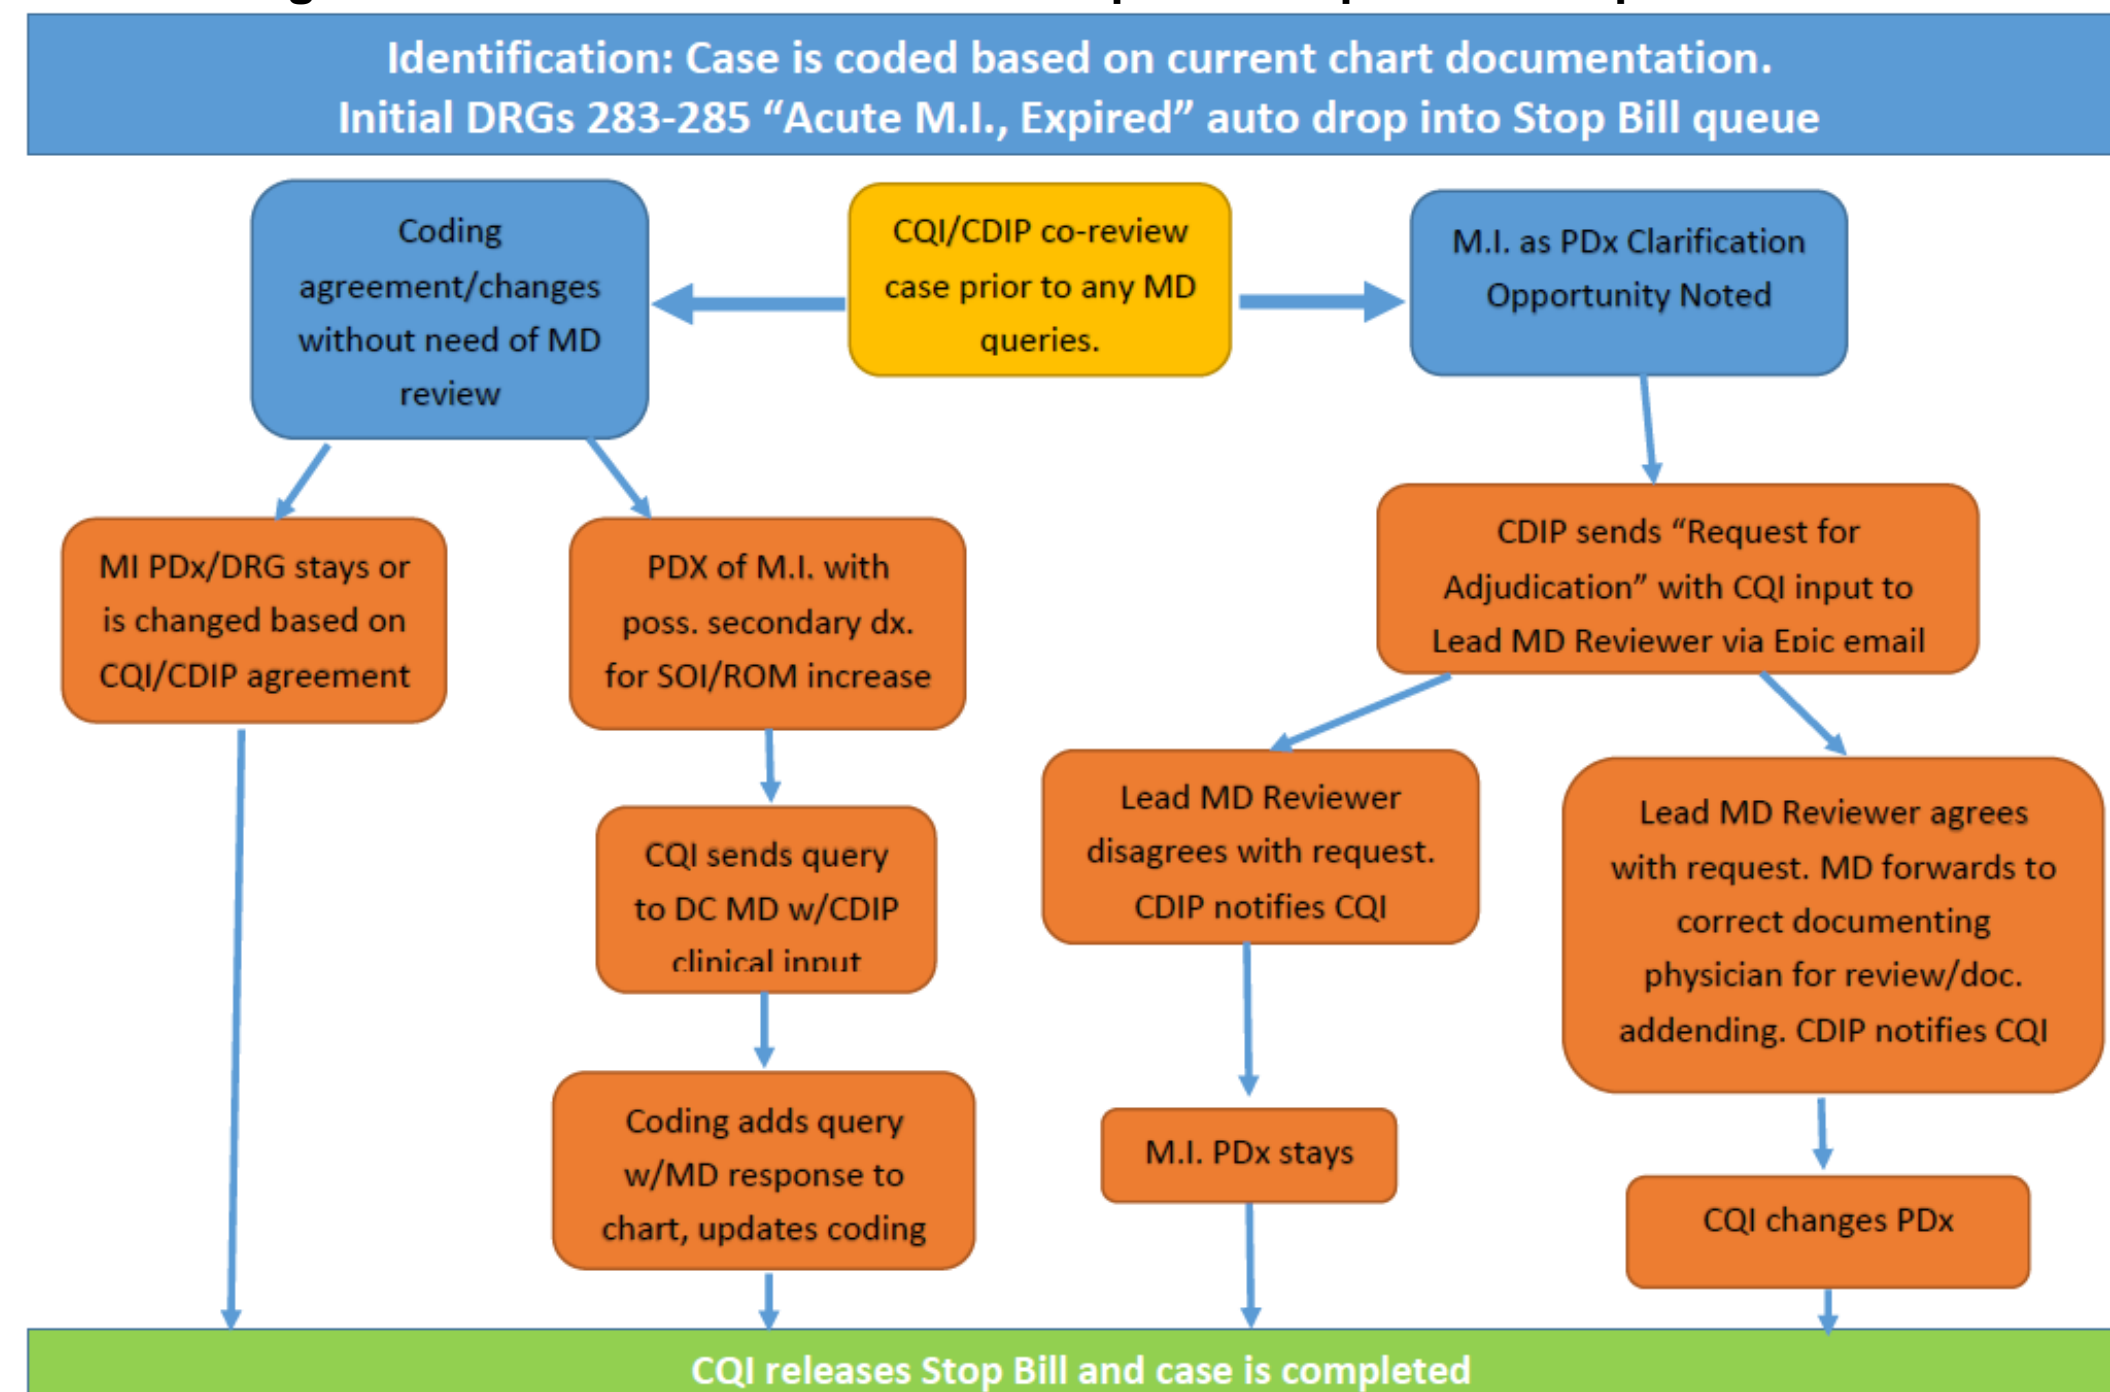 Identification: Case is coded based on current chart documentation.
Initial DRGs 283-285 “Acute M.I., Expired” auto drop into Stop Bill queue
Coding
agreement/changes
without need of MD
review
CQI/CDIP co-review
case prior to any MD
queries.
M.I. as PDx Clarification
Opportunity Noted
MI PDx/DRG stays or
is changed based on
CQI/CDIP agreement
PDX of M.I. with
poss. secondary dx.
for SOI/ROM increase
CDIP sends “Request for
Adjudication” with CQI input to
Lead MD Reviewer via Epic email
CQI sends query
to DC MD w/CDIP
clinical input
Lead MD Reviewer
disagrees with request.
CDIP notifies CQI
Lead MD Reviewer agrees
with request. MD forwards to
correct documenting
physician for review/doc.
addending. CDIP notifies CQI
Coding adds query
w/MD response to
chart, updates coding
M.I. PDx stays
CQI changes PDx
CQI releases Stop Bill and case is completed